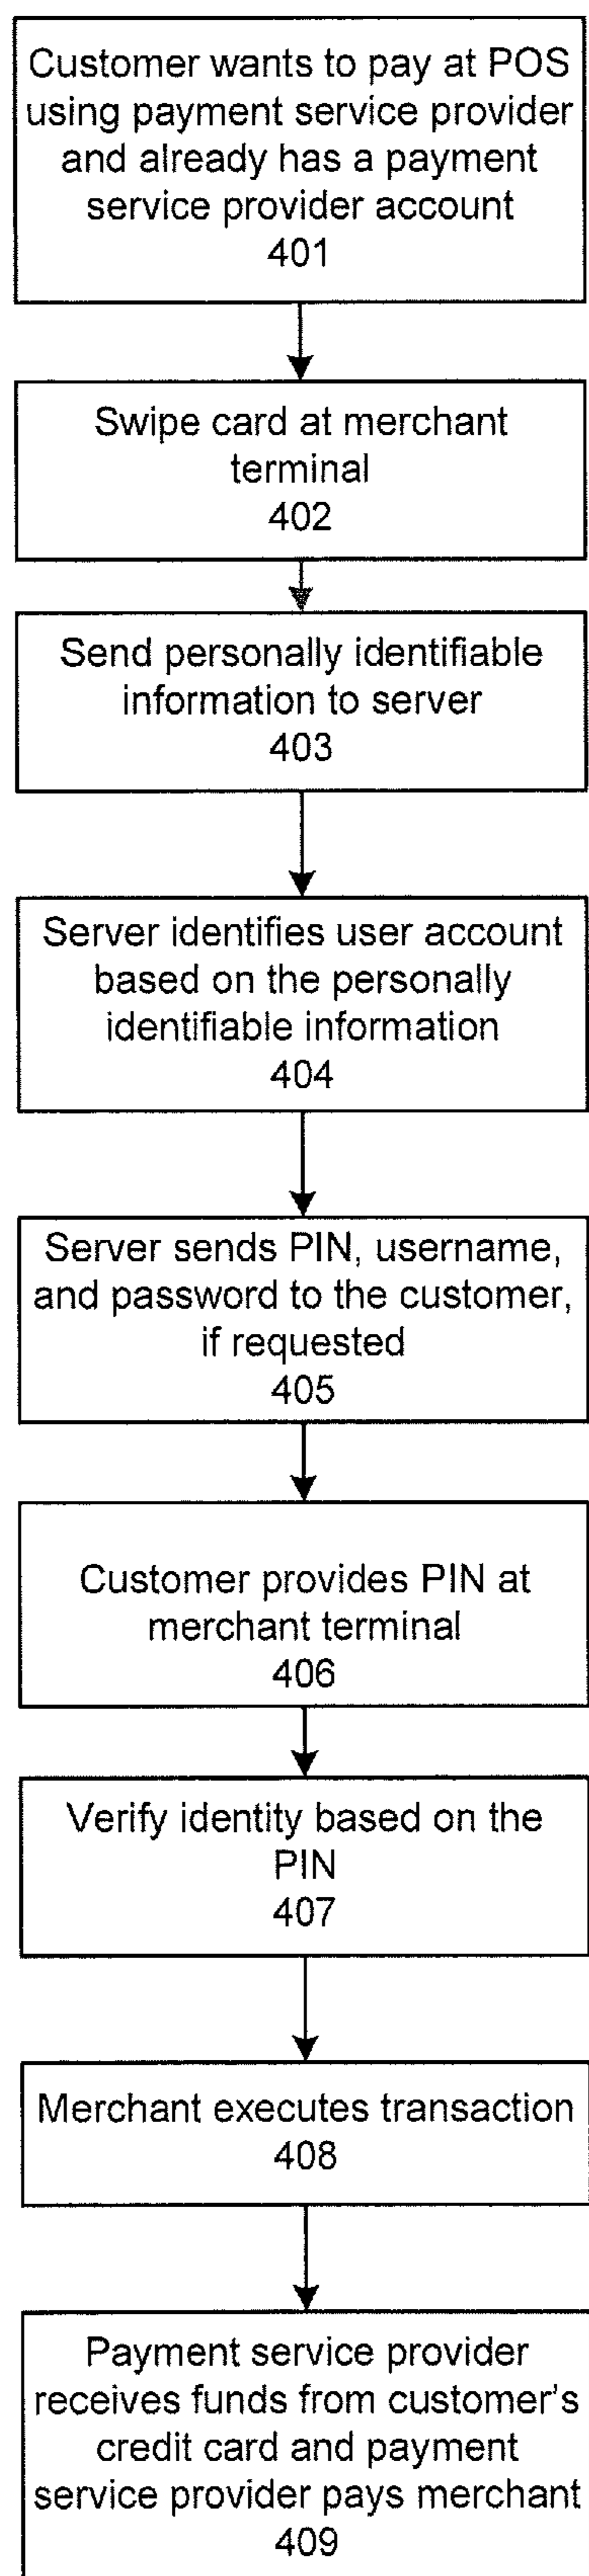 Customer wants to pay at POS
using payment service provider
and already has a payment
service provider account
401
Swipe card at merchant
terminal
402
Send personally identifiable
information to server
403
Server identifies user account
based on the personally
identifiable information
404
Server sends PIN, username,
and password to the customer,
if requested
405
Customer provides PIN at
merchant terminal
406
Verify identity based on the
PIN
407
Merchant executes transaction
408
Payment service provider
receives funds from customer's
credit card and payment
service provider pays merchant
409